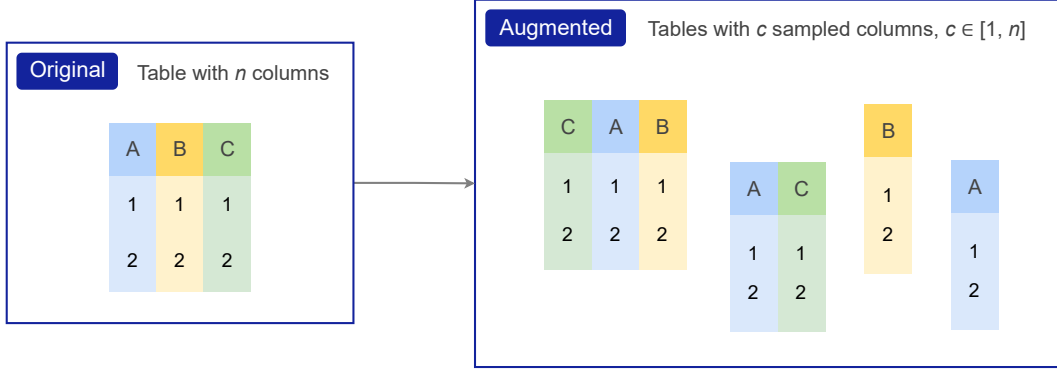 Original Table with n columns
A B C
1 1 1
2 2 2
Augmented Tables with c sampled columns, c ∈ [1, n]
C A B
1 1 1
2 2 2
A C
1 1
2 2
B
1
2
A
1
2